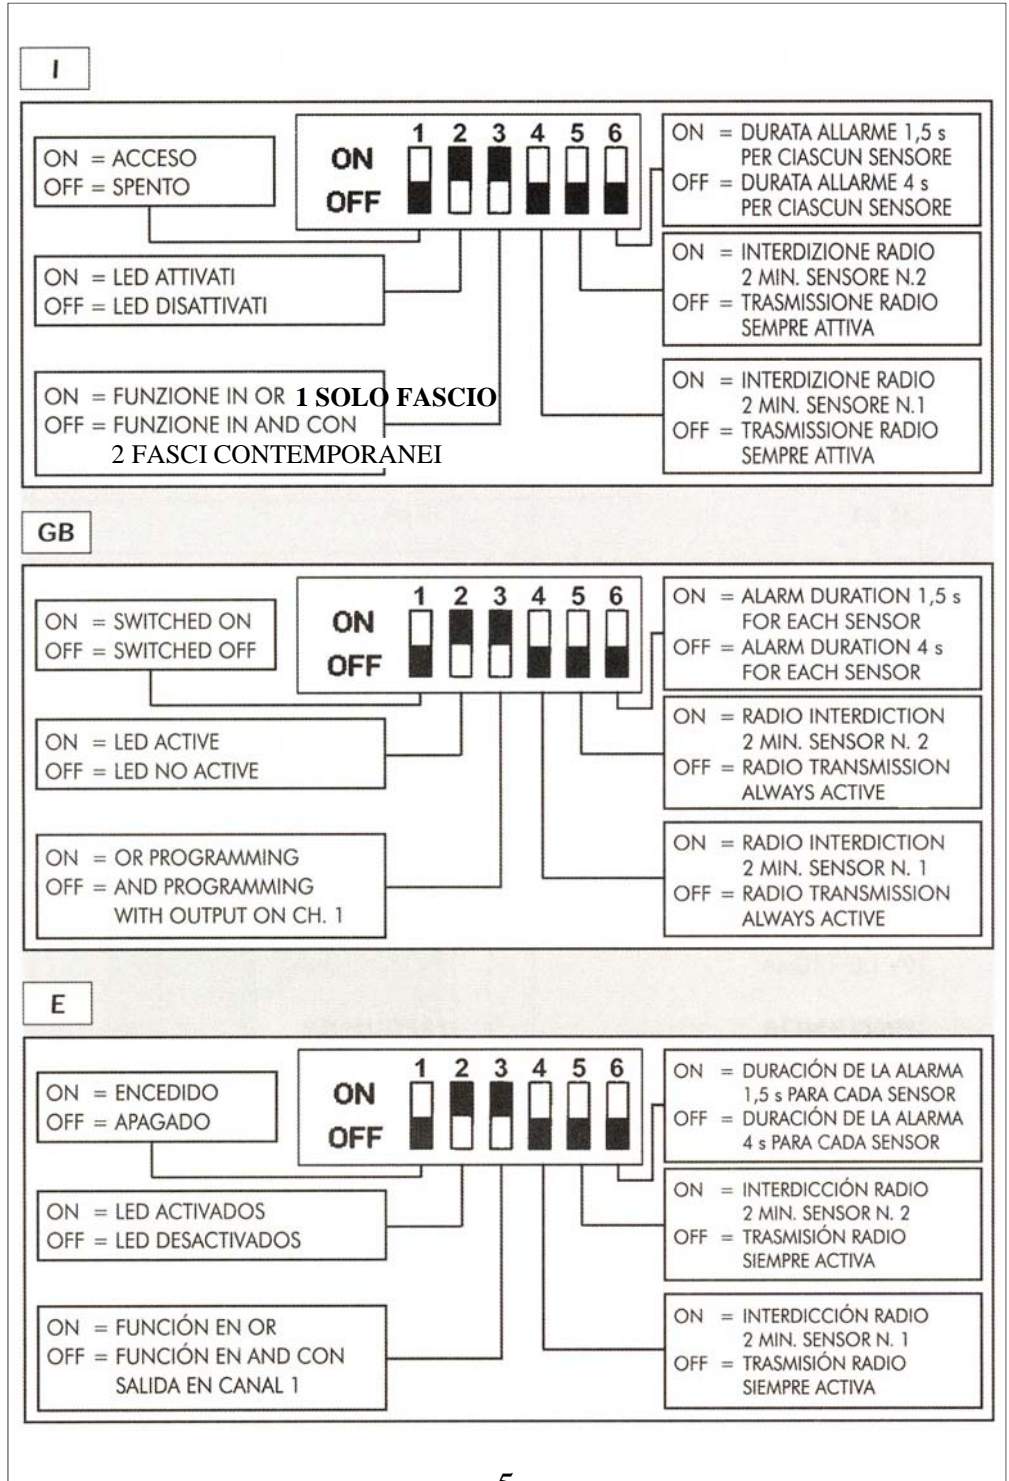 I
1 2 3 4 5 6
ON
OFF
ON = ACCESO
OFF = SPENTO
ON = LED ATTIVATI
OFF = LED DISATTIVATI
ON = FUNZIONE IN OR 1 SOLO FASCIO
OFF = FUNZIONE IN AND CON
2 FASCI CONTEMPORANEI
ON = DURATA ALLARME 1,5 s
PER CIASCUN SENSORE
OFF = DURATA ALLARME 4 s
PER CIASCUN SENSORE
ON = INTERDIZIONE RADIO
2 MIN. SENSORE N.2
OFF = TRASMISSIONE RADIO
SEMPRE ATTIVA
ON = INTERDIZIONE RADIO
2 MIN. SENSORE N.1
OFF = TRASMISSIONE RADIO
SEMPRE ATTIVA
GB
1 2 3 4 5 6
ON
OFF
ON = SWITCHED ON
OFF = SWITCHED OFF
ON = LED ACTIVE
OFF = LED NO ACTIVE
ON = OR PROGRAMMING
OFF = AND PROGRAMMING
WITH OUTPUT ON CH. 1
ON = ALARM DURATION 1,5 s
FOR EACH SENSOR
OFF = ALARM DURATION 4 s
FOR EACH SENSOR
ON = RADIO INTERDICTION
2 MIN. SENSOR N. 2
OFF = RADIO TRANSMISSION
ALWAYS ACTIVE
ON = RADIO INTERDICTION
2 MIN. SENSOR N. 1
OFF = RADIO TRANSMISSION
ALWAYS ACTIVE
E
1 2 3 4 5 6
ON
OFF
ON = ENCEDIDO
OFF = APAGADO
ON = LED ACTIVADOS
OFF = LED DESACTIVADOS
ON = FUNCIÓN EN OR
OFF = FUNCIÓN EN AND CON
SALIDA EN CANAL 1
ON = DURACIÓN DE LA ALARMA
1,5 s PARA CADA SENSOR
OFF = DURACIÓN DE LA ALARMA
4 s PARA CADA SENSOR
ON = INTERDICCIÓN RADIO
2 MIN. SENSOR N. 2
OFF = TRASMISIÓN RADIO
SIEMPRE ACTIVA
ON = INTERDICCIÓN RADIO
2 MIN. SENSOR N. 1
OFF = TRASMISIÓN RADIO
SIEMPRE ACTIVA